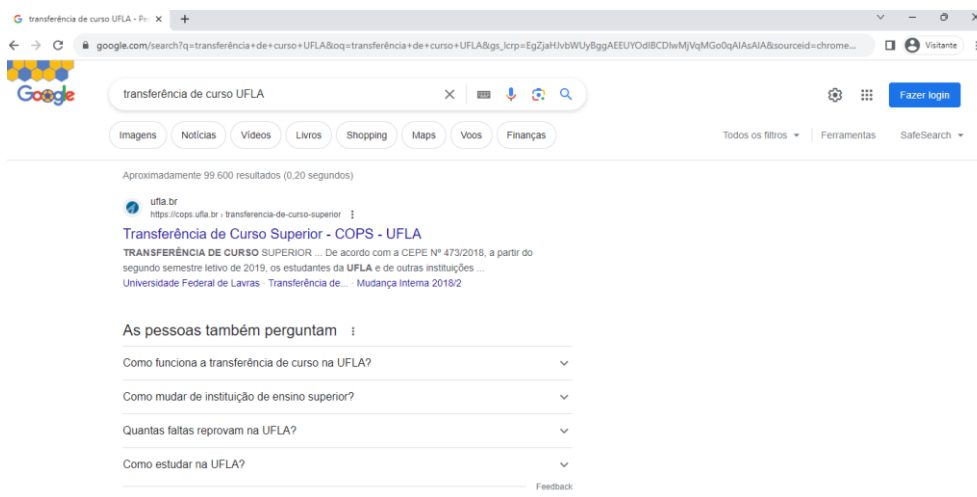 transferência de curso UFLA - Pe
google.com/search?q=transferência+de+curso+UFLA&oq=transferência+de+curso+UFLA&gs_lcrp=EgZjaHJvbWUyBggAEEUYOdIBCDIwMjVqMGo0qAIAsAIA&sourceid=chrome...
Visitante
Google
transferência de curso UFLA
Fazer login
Imagens Notícias Vídeos Livros Shopping Maps Voos Finanças Todos os filtros Ferramentas SafeSearch
Aproximadamente 99.600 resultados (0,20 segundos)
ufla.br
https://cops.ufla.br › transferencia-de-curso-superior
Transferência de Curso Superior - COPS - UFLA
TRANSFERÊNCIA DE CURSO SUPERIOR ... De acordo com a CEPE Nº 473/2018, a partir do
segundo semestre letivo de 2019, os estudantes da UFLA e de outras instituições ...
Universidade Federal de Lavras · Transferência de... · Mudança Interna 2018/2
As pessoas também perguntam
Como funciona a transferência de curso na UFLA?
Como mudar de instituição de ensino superior?
Quantas faltas reprovam na UFLA?
Como estudar na UFLA?
Feedback